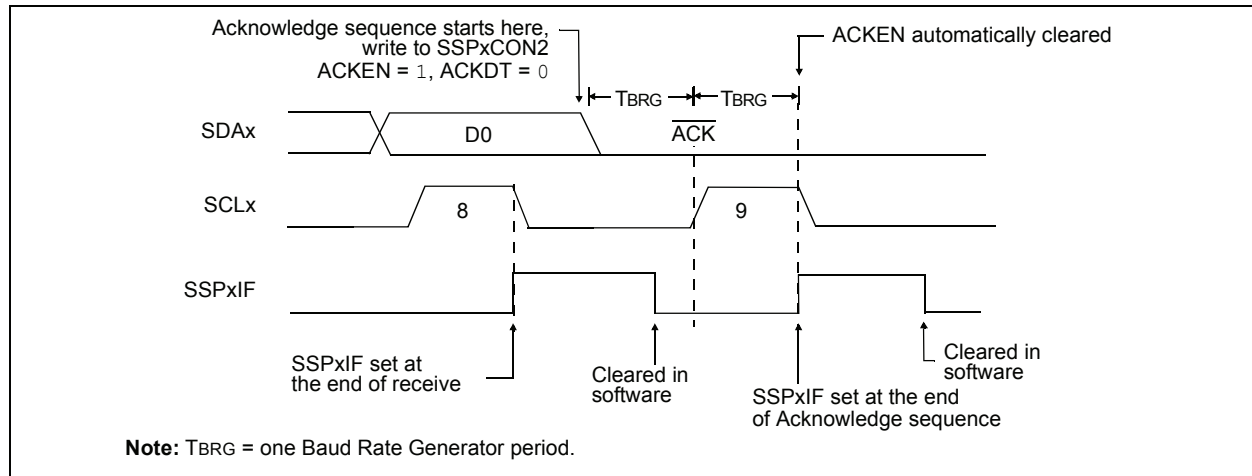 Acknowledge sequence starts here,
write to SSPxCON2
ACKEN = 1, ACKDT = 0
ACKEN automatically cleared
TBRG
TBRG
SDAx
D0
ACK
SCLx
8
9
SSPxIF
SSPxIF set at
the end of receive
Cleared in
software
SSPxIF set at the end
of Acknowledge sequence
Cleared in
software
Note: TBRG = one Baud Rate Generator period.